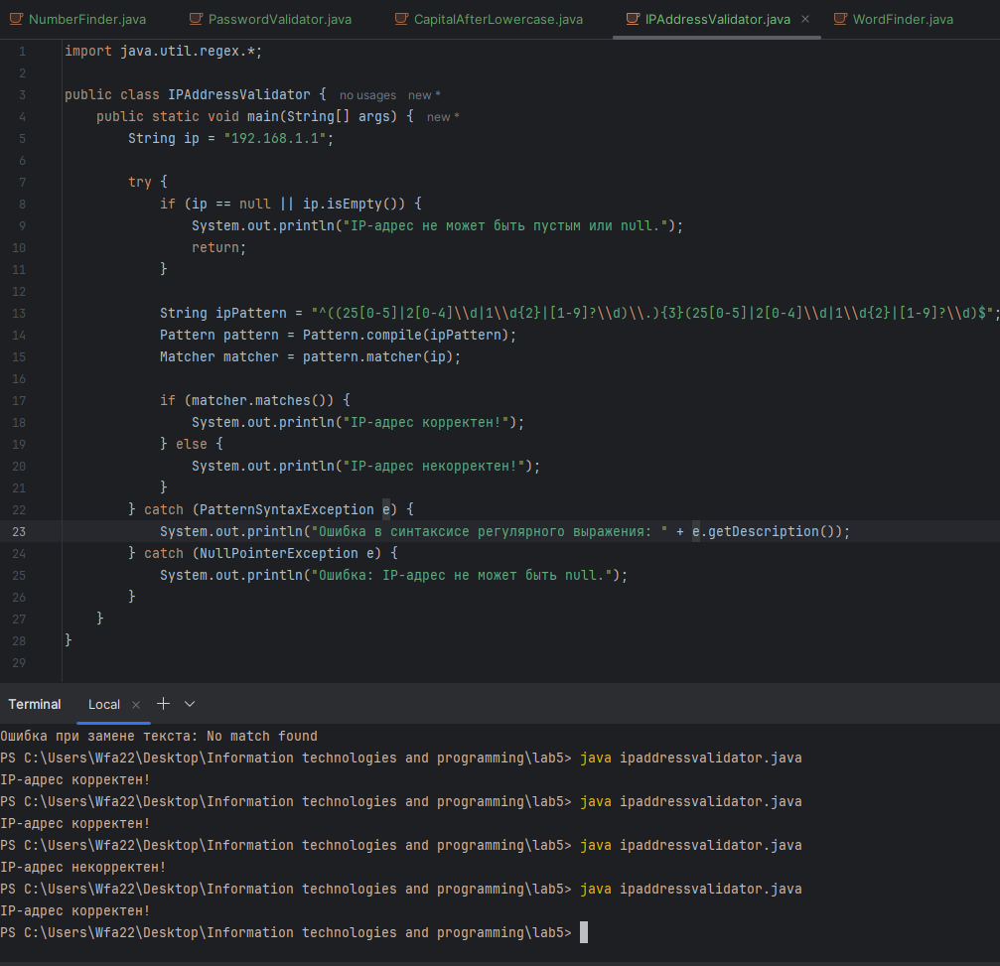 NumberFinder.java PasswordValidator.java CapitalAfterLowercase.java IPAddressValidator.java × WordFinder.java
1 import java.util.regex.*;
2
3 public class IPAddressValidator { no usages new *
4 public static void main(String[] args) { new *
5 String ip = "192.168.1.1";
6
7 try {
8 if (ip == null || ip.isEmpty()) {
9 System.out.println("IP-адрес не может быть пустым или null.");
10 return;
11 }
12
13 String ipPattern = "^((25[0-5]|2[0-4]\\d|1\\d{2}|[1-9]?\\d)\\.){3}(25[0-5]|2[0-4]\\d|1\\d{2}|[1-9]?\\d)$";
14 Pattern pattern = Pattern.compile(ipPattern);
15 Matcher matcher = pattern.matcher(ip);
16
17 if (matcher.matches()) {
18 System.out.println("IP-адрес корректен!");
19 } else {
20 System.out.println("IP-адрес некорректен!");
21 }
22 } catch (PatternSyntaxException e) {
23 System.out.println("Ошибка в синтаксисе регулярного выражения: " + e.getDescription());
24 } catch (NullPointerException e) {
25 System.out.println("Ошибка: IP-адрес не может быть null.");
26 }
27 }
28 }
29
Terminal Local × +
Ошибка при замене текста: No match found
PS C:\Users\Wfa22\Desktop\Information technologies and programming\lab5> java ipaddressvalidator.java
IP-адрес корректен!
PS C:\Users\Wfa22\Desktop\Information technologies and programming\lab5> java ipaddressvalidator.java
IP-адрес корректен!
PS C:\Users\Wfa22\Desktop\Information technologies and programming\lab5> java ipaddressvalidator.java
IP-адрес некорректен!
PS C:\Users\Wfa22\Desktop\Information technologies and programming\lab5> java ipaddressvalidator.java
IP-адрес корректен!
PS C:\Users\Wfa22\Desktop\Information technologies and programming\lab5>